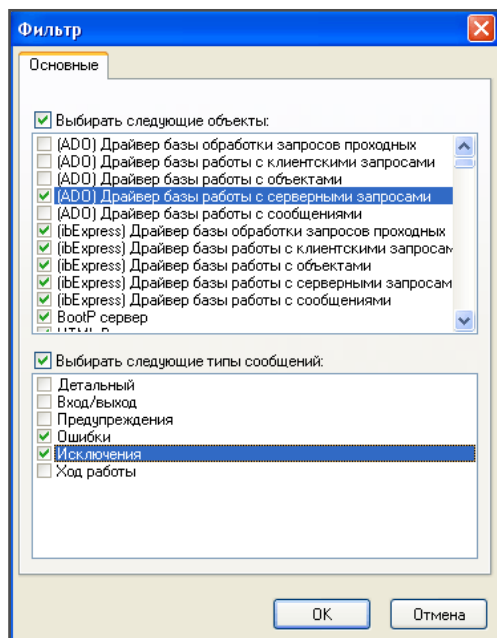 Фильтр
Основные
Выбирать следующие объекты:
(ADO) Драйвер базы обработки запросов проходных
(ADO) Драйвер базы работы с клиентскими запросами
(ADO) Драйвер базы работы с объектами
(ADO) Драйвер базы работы с серверными запросами
(ADO) Драйвер базы работы с сообщениями
(ibExpress) Драйвер базы обработки запросов проходных
(ibExpress) Драйвер базы работы с клиентскими запросам
(ibExpress) Драйвер базы работы с объектами
(ibExpress) Драйвер базы работы с серверными запросам
(ibExpress) Драйвер базы работы с сообщениями
BootP сервер
Выбирать следующие типы сообщений:
Детальный
Вход/выход
Предупреждения
Ошибки
Исключения
Ход работы
OK
Отмена